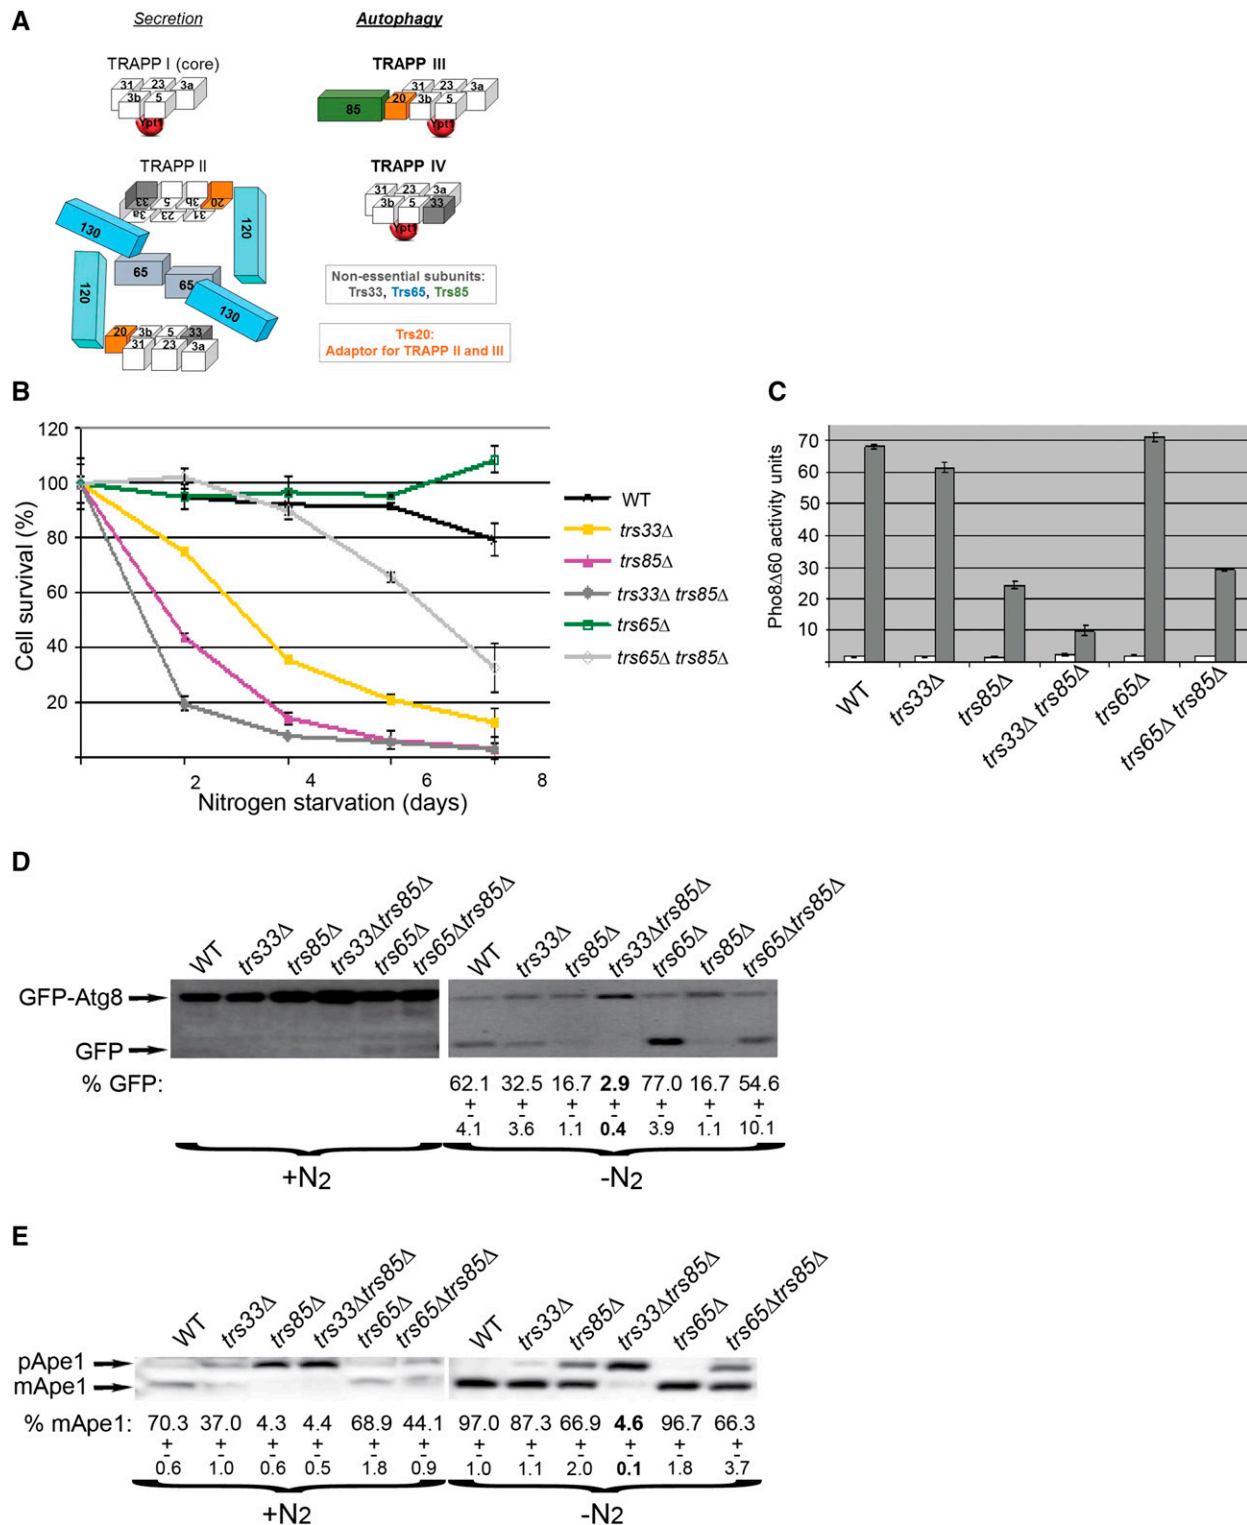 A
Secretion
Autophagy
TRAPP I (core)
31 23 3a
3b 5
Ypt1
TRAPP III
31 23 3a
85 20 3b 5
Ypt1
TRAPP II
33 5 3b 20
3a 23 31
130
120
65
65
120
130
20 3b 5 33
31 23 3a
TRAPP IV
31 23 3a
3b 5 33
Ypt1
Non-essential subunits:
Trs33, Trs65, Trs85
Trs20:
Adaptor for TRAPP II and III
B
120
100
80
60
40
20
Cell survival (%)
2 4 6 8
Nitrogen starvation (days)
WT
trs33Δ
trs85Δ
trs33Δ trs85Δ
trs65Δ
trs65Δ trs85Δ
C
70
60
50
40
30
20
10
Pho8Δ60 activity units
WT
trs33Δ
trs85Δ
trs33Δ trs85Δ
trs65Δ
trs65Δ trs85Δ
D
WT trs33Δ trs85Δ trs33Δtrs85Δ trs65Δ trs65Δtrs85Δ
WT trs33Δ trs85Δ trs33Δtrs85Δ trs65Δ trs85Δ trs65Δtrs85Δ
GFP-Atg8
GFP
% GFP: 62.1 32.5 16.7 2.9 77.0 16.7 54.6
+ + + + + + +
- - - - - - -
4.1 3.6 1.1 0.4 3.9 1.1 10.1
+N2 -N2
E
WT trs33Δ trs85Δ trs33Δtrs85Δ trs65Δ trs65Δtrs85Δ
WT trs33Δ trs85Δ trs33Δtrs85Δ trs65Δ trs65Δtrs85Δ
pApe1
mApe1
% mApe1: 70.3 37.0 4.3 4.4 68.9 44.1 97.0 87.3 66.9 4.6 96.7 66.3
+ + + + + + + + + + + +
- - - - - - - - - - - -
0.6 1.0 0.6 0.5 1.8 0.9 1.0 1.1 2.0 0.1 1.8 3.7
+N2 -N2